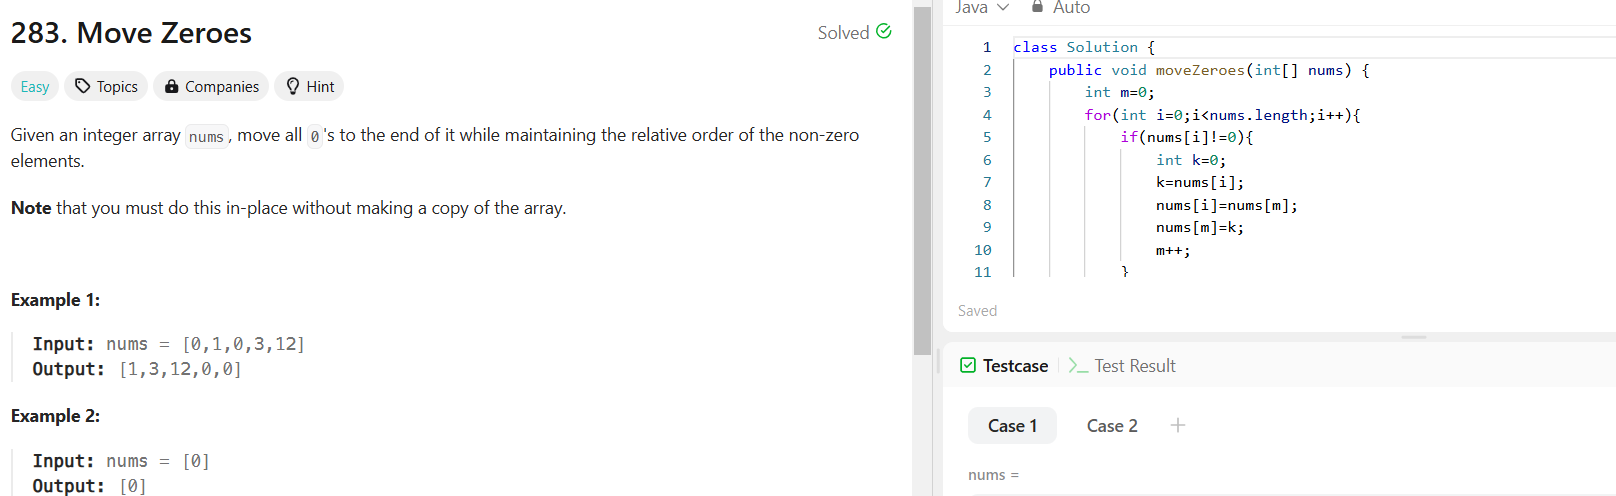 283. Move Zeroes
Solved
Easy
Topics
Companies
Hint
Given an integer array nums, move all 0's to the end of it while maintaining the relative order of the non-zero
elements.
Note that you must do this in-place without making a copy of the array.
Example 1:
Input: nums = [0,1,0,3,12]
Output: [1,3,12,0,0]
Example 2:
Input: nums = [0]
Output: [0]
Java
Auto
1 class Solution {
2 public void moveZeroes(int[] nums) {
3 int m=0;
4 for(int i=0;i<nums.length;i++){
5 if(nums[i]!=0){
6 int k=0;
7 k=nums[i];
8 nums[i]=nums[m];
9 nums[m]=k;
10 m++;
11 }
Saved
Testcase
Test Result
Case 1
Case 2
nums =